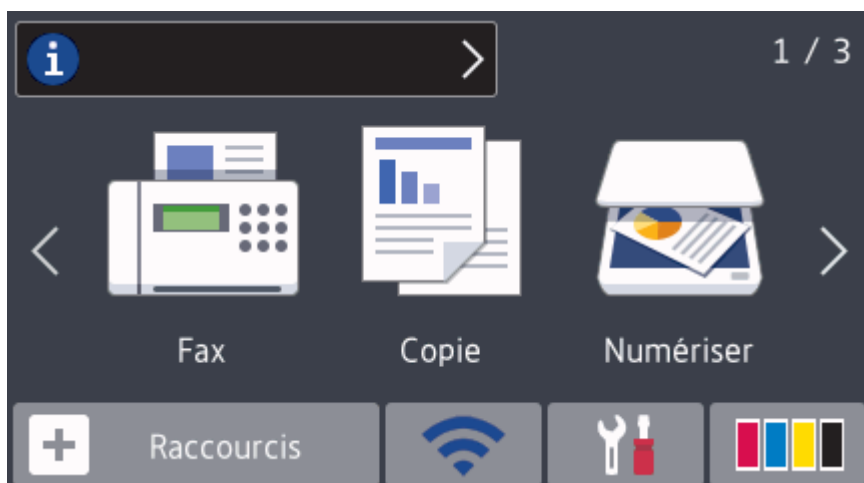 i
1 / 3
Fax
Copie
Numériser
Raccourcis